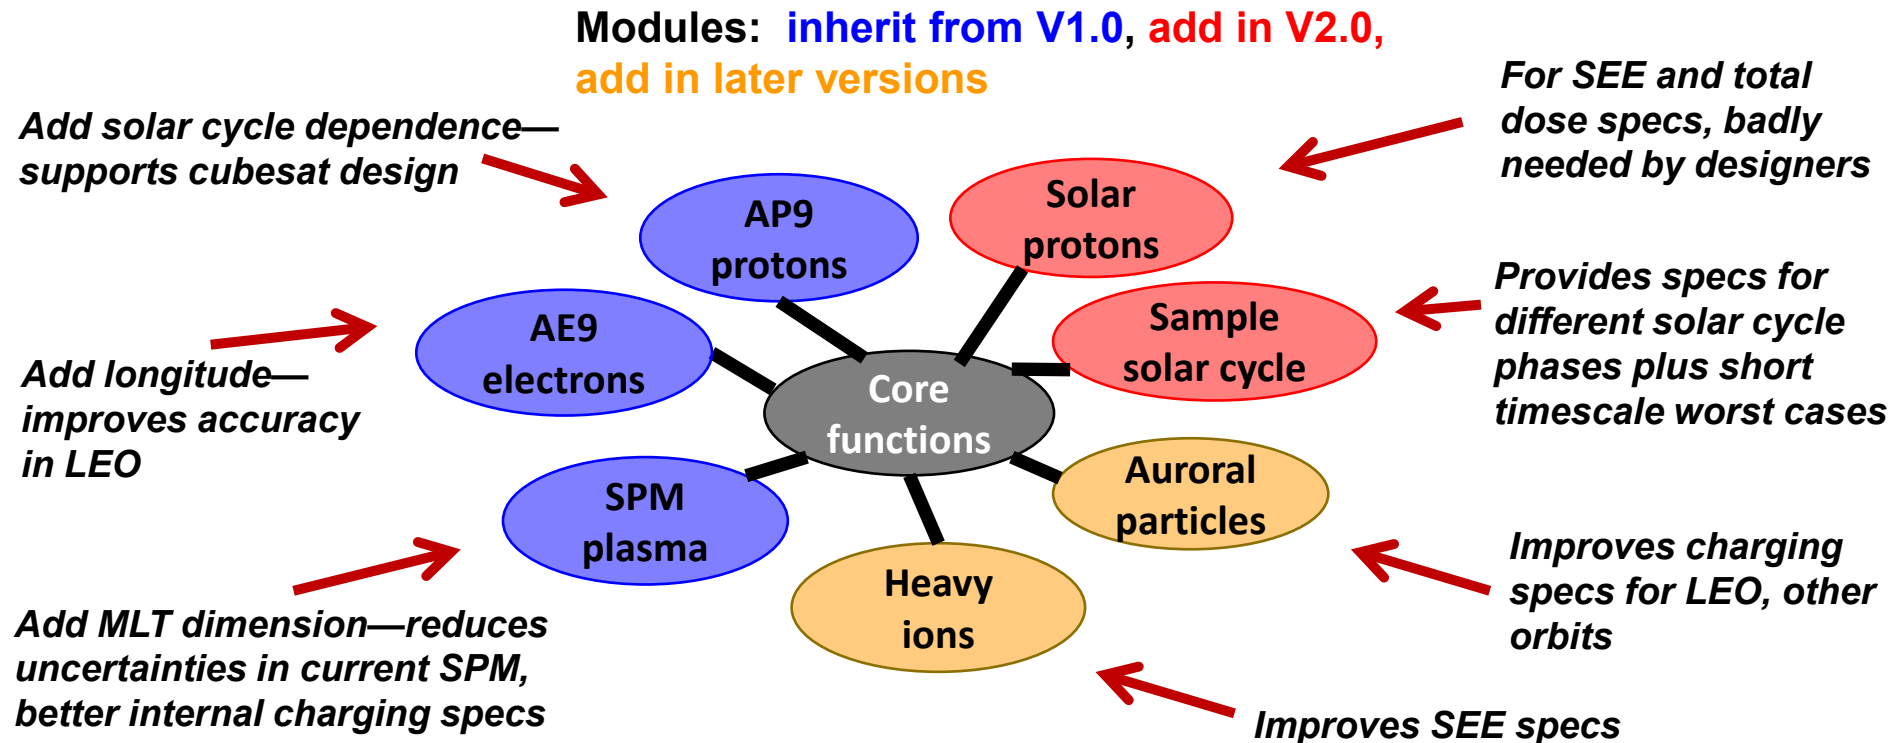 Modules:  inherit from V1.0, add in V2.0,
add in later versions
Add solar cycle dependence—
supports cubesat design
For SEE and total
dose specs, badly
needed by designers
AP9
protons
Solar
protons
AE9
electrons
Sample
solar cycle
Provides specs for
different solar cycle
phases plus short
timescale worst cases
Add longitude—
improves accuracy
in LEO
Core
functions
SPM
plasma
Auroral
particles
Heavy
ions
Improves charging
specs for LEO, other
orbits
Add MLT dimension—reduces
uncertainties in current SPM,
better internal charging specs
Improves SEE specs